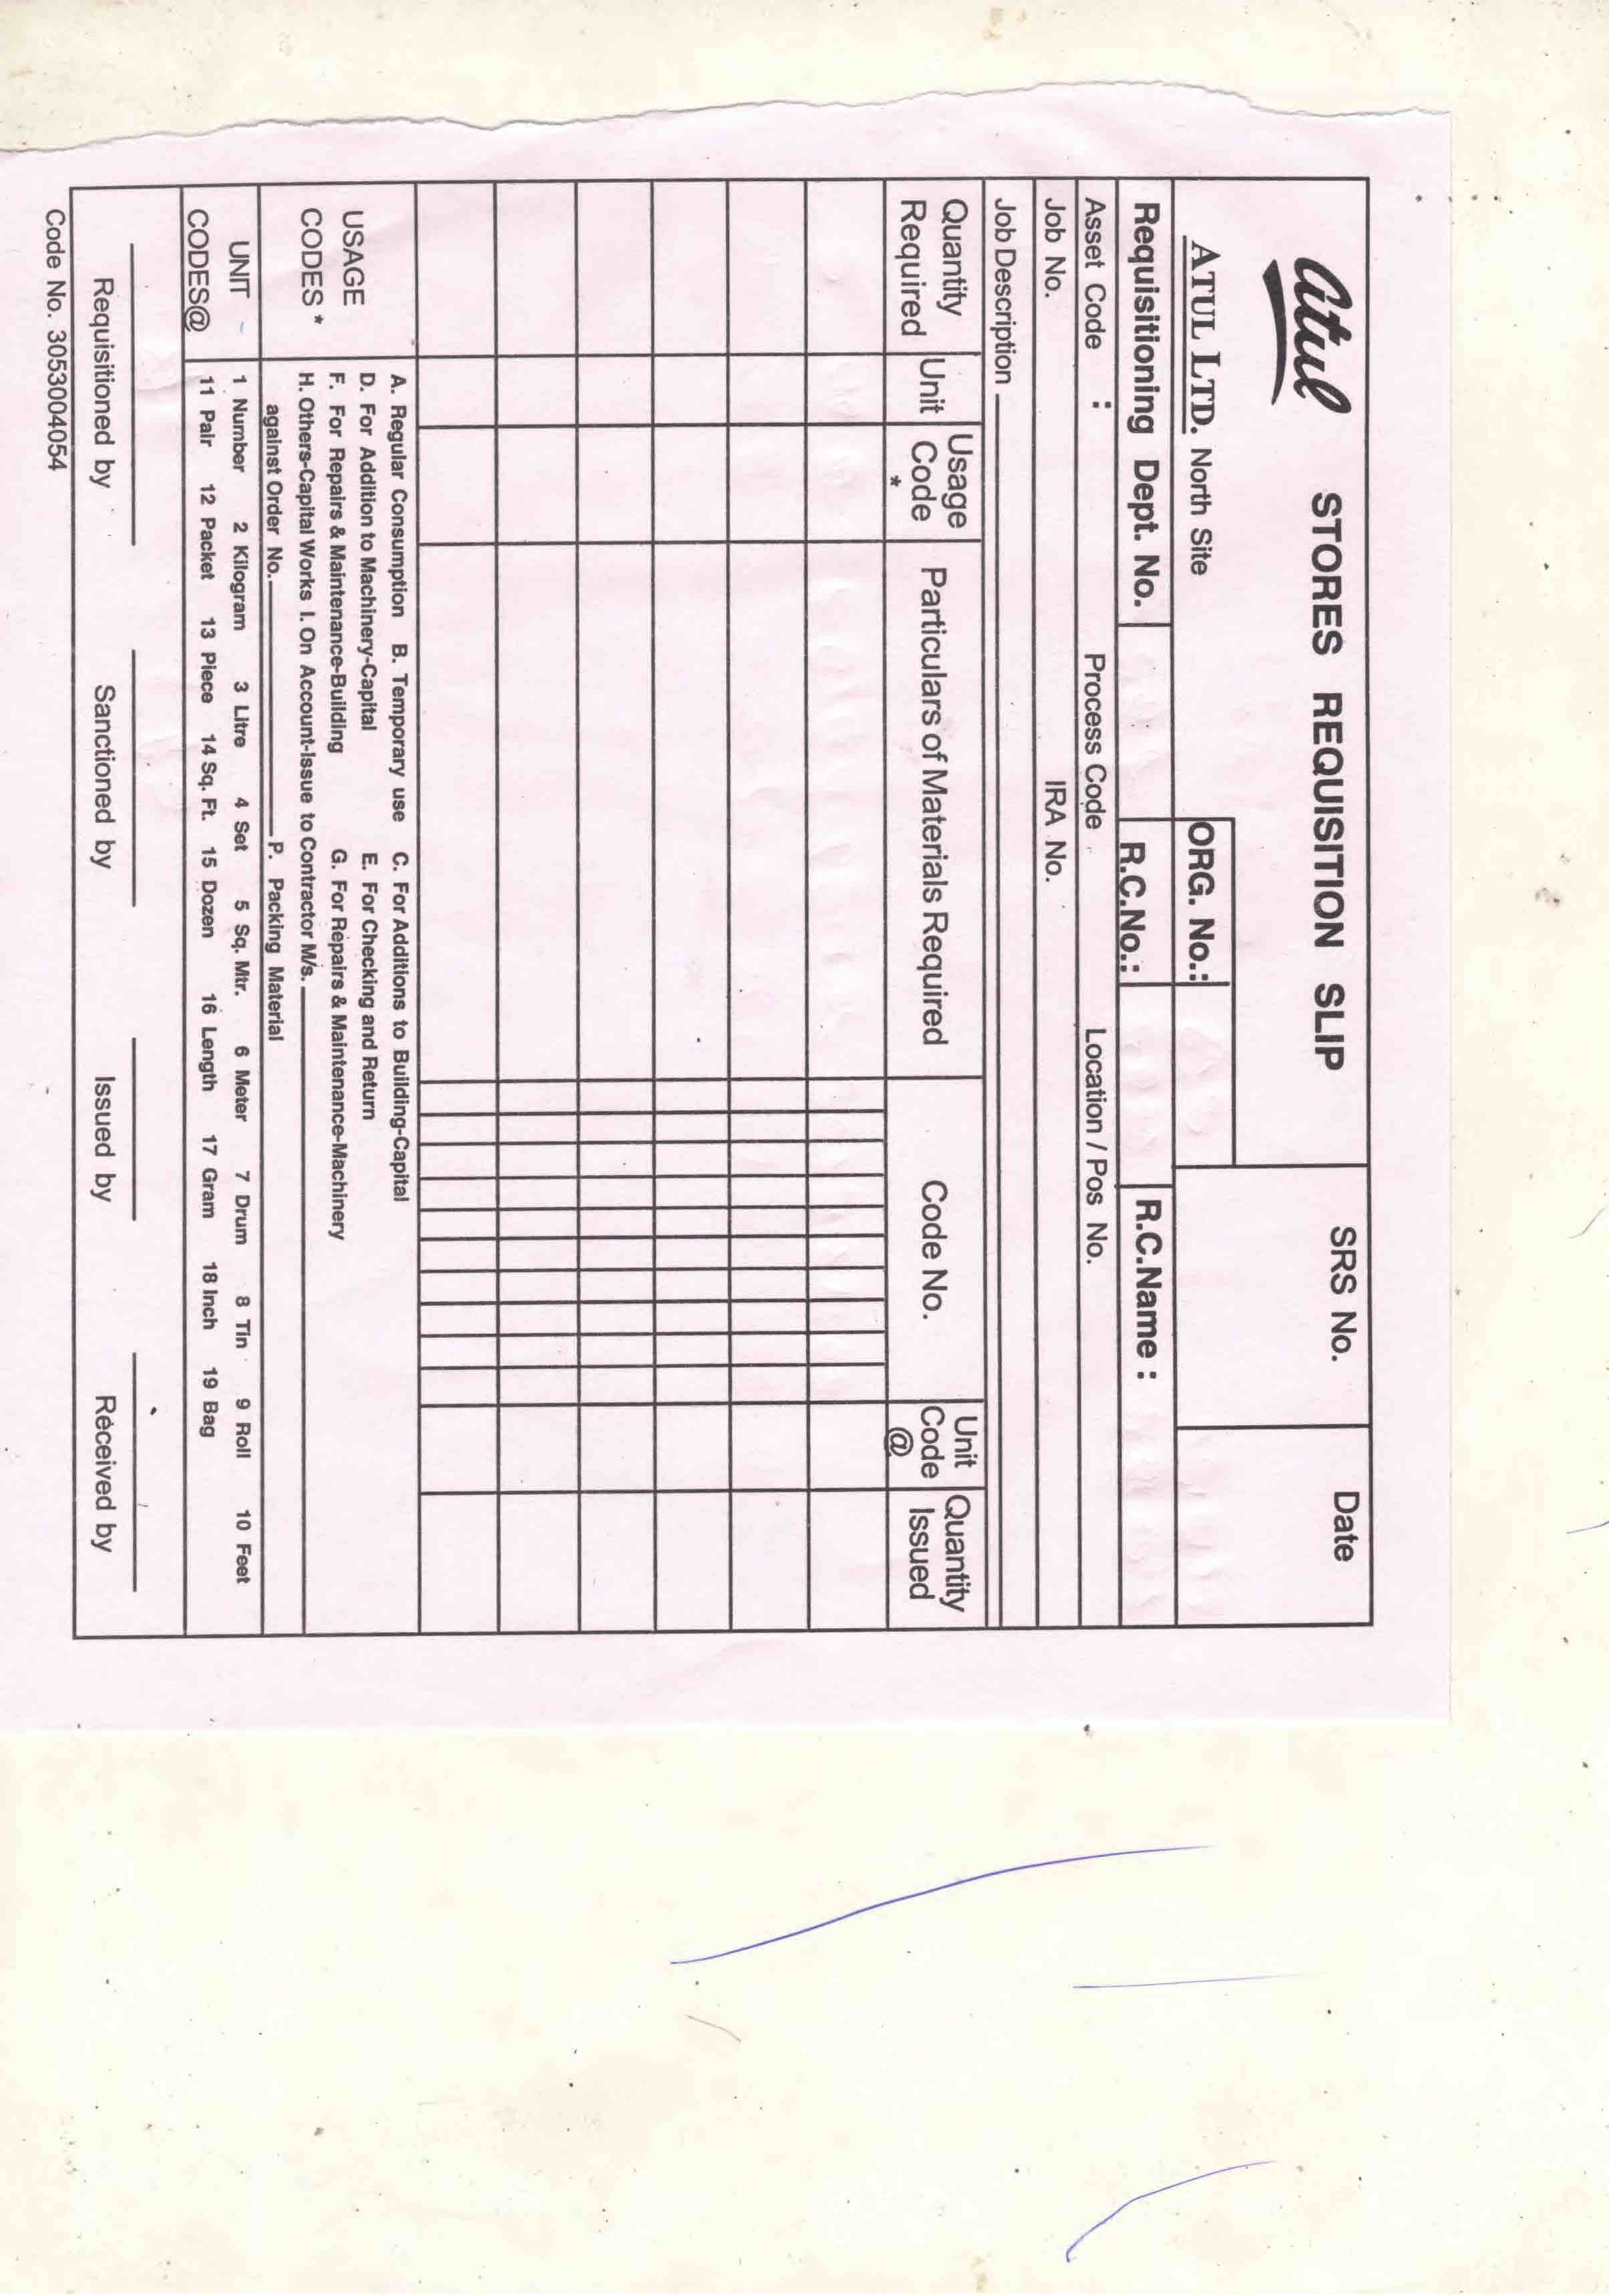 atul STORES REQUISITION SLIP
SRS No.
Date
ATUL LTD. North Site
ORG. No.:
Requisitioning Dept. No.
R.C.No.:
R.C.Name :
Asset Code : Process Code Location / Pos No.
Job No. IRA No.
Job Description
Quantity Required
Unit
Usage Code *
Particulars of Materials Required
Code No.
Unit Code @
Quantity Issued
USAGE CODES *
A. Regular Consumption B. Temporary use C. For Additions to Building-Capital
D. For Addition to Machinery-Capital E. For Checking and Return
F. For Repairs & Maintenance-Building G. For Repairs & Maintenance-Machinery
H. Others-Capital Works I. On Account-Issue to Contractor M/s.
against Order No. P. Packing Material
UNIT CODES@
1 Number 2 Kilogram 3 Litre 4 Set 5 Sq. Mtr. 6 Meter 7 Drum 8 Tin 9 Roll 10 Feet
11 Pair 12 Packet 13 Piece 14 Sq. Ft. 15 Dozen 16 Length 17 Gram 18 Inch 19 Bag
Requisitioned by Sanctioned by Issued by Received by
Code No. 3053004054